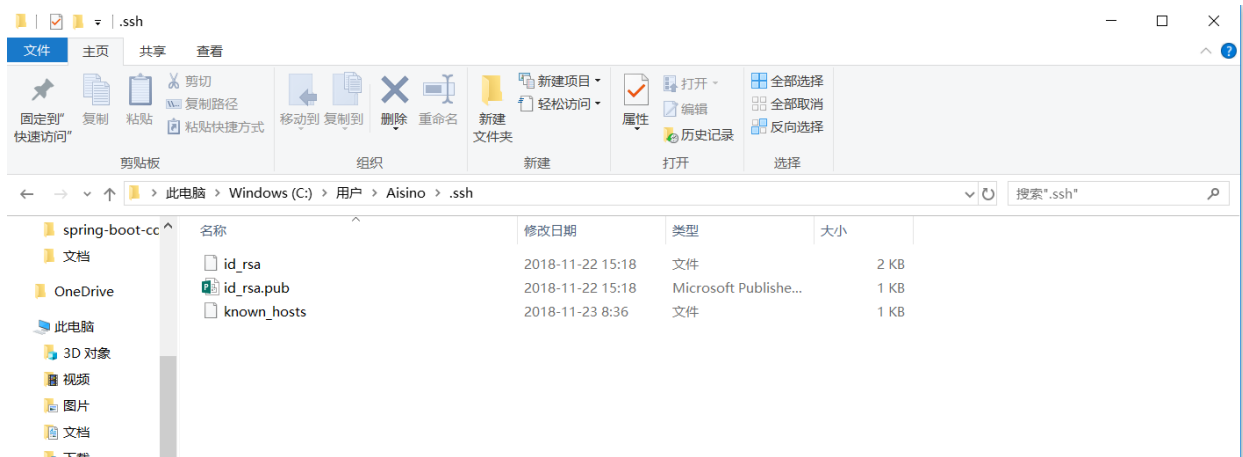 .ssh
文件 主页 共享 查看
固定到"快速访问"
复制
粘贴
剪切
复制路径
粘贴快捷方式
移动到
复制到
删除
重命名
新建文件夹
新建项目
轻松访问
属性
打开
编辑
历史记录
全部选择
全部取消
反向选择
剪贴板 组织 新建 打开 选择
此电脑 > Windows (C:) > 用户 > Aisino > .ssh
搜索".ssh"
spring-boot-cc
文档
OneDrive
此电脑
3D 对象
视频
图片
文档
名称 修改日期 类型 大小
id_rsa 2018-11-22 15:18 文件 2 KB
id_rsa.pub 2018-11-22 15:18 Microsoft Publishe... 1 KB
known_hosts 2018-11-23 8:36 文件 1 KB